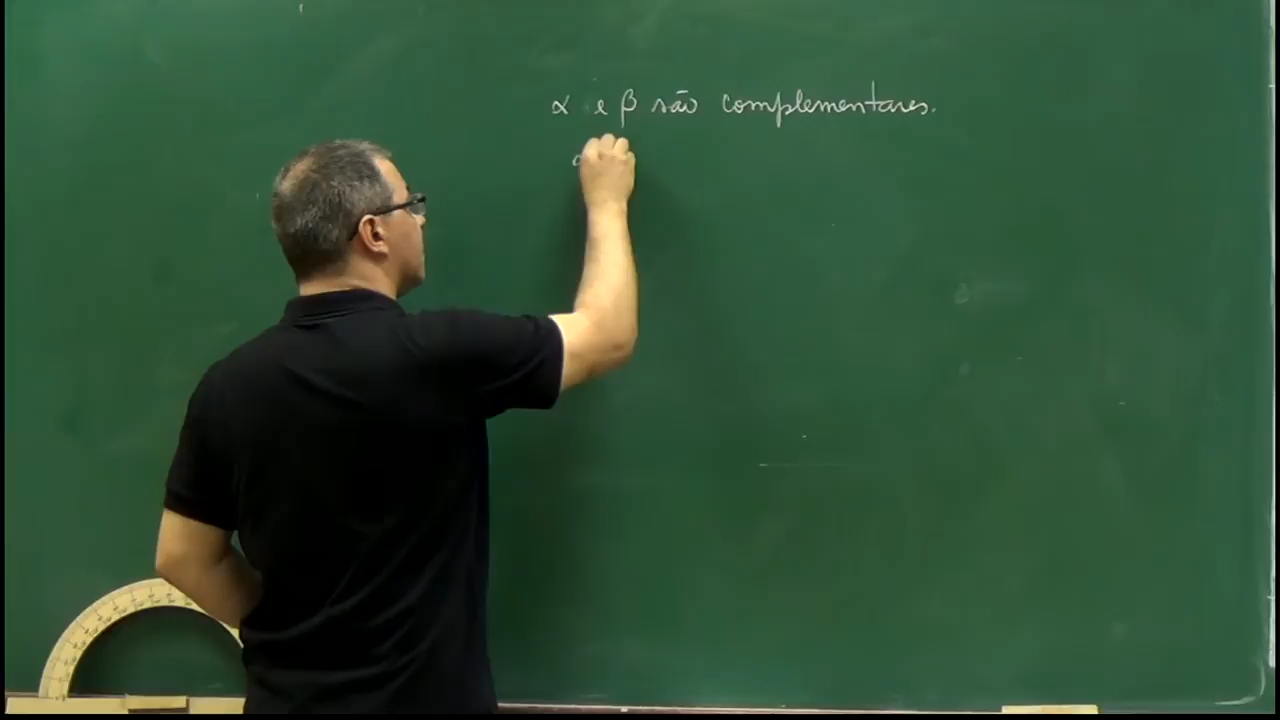 α e β são complementares.